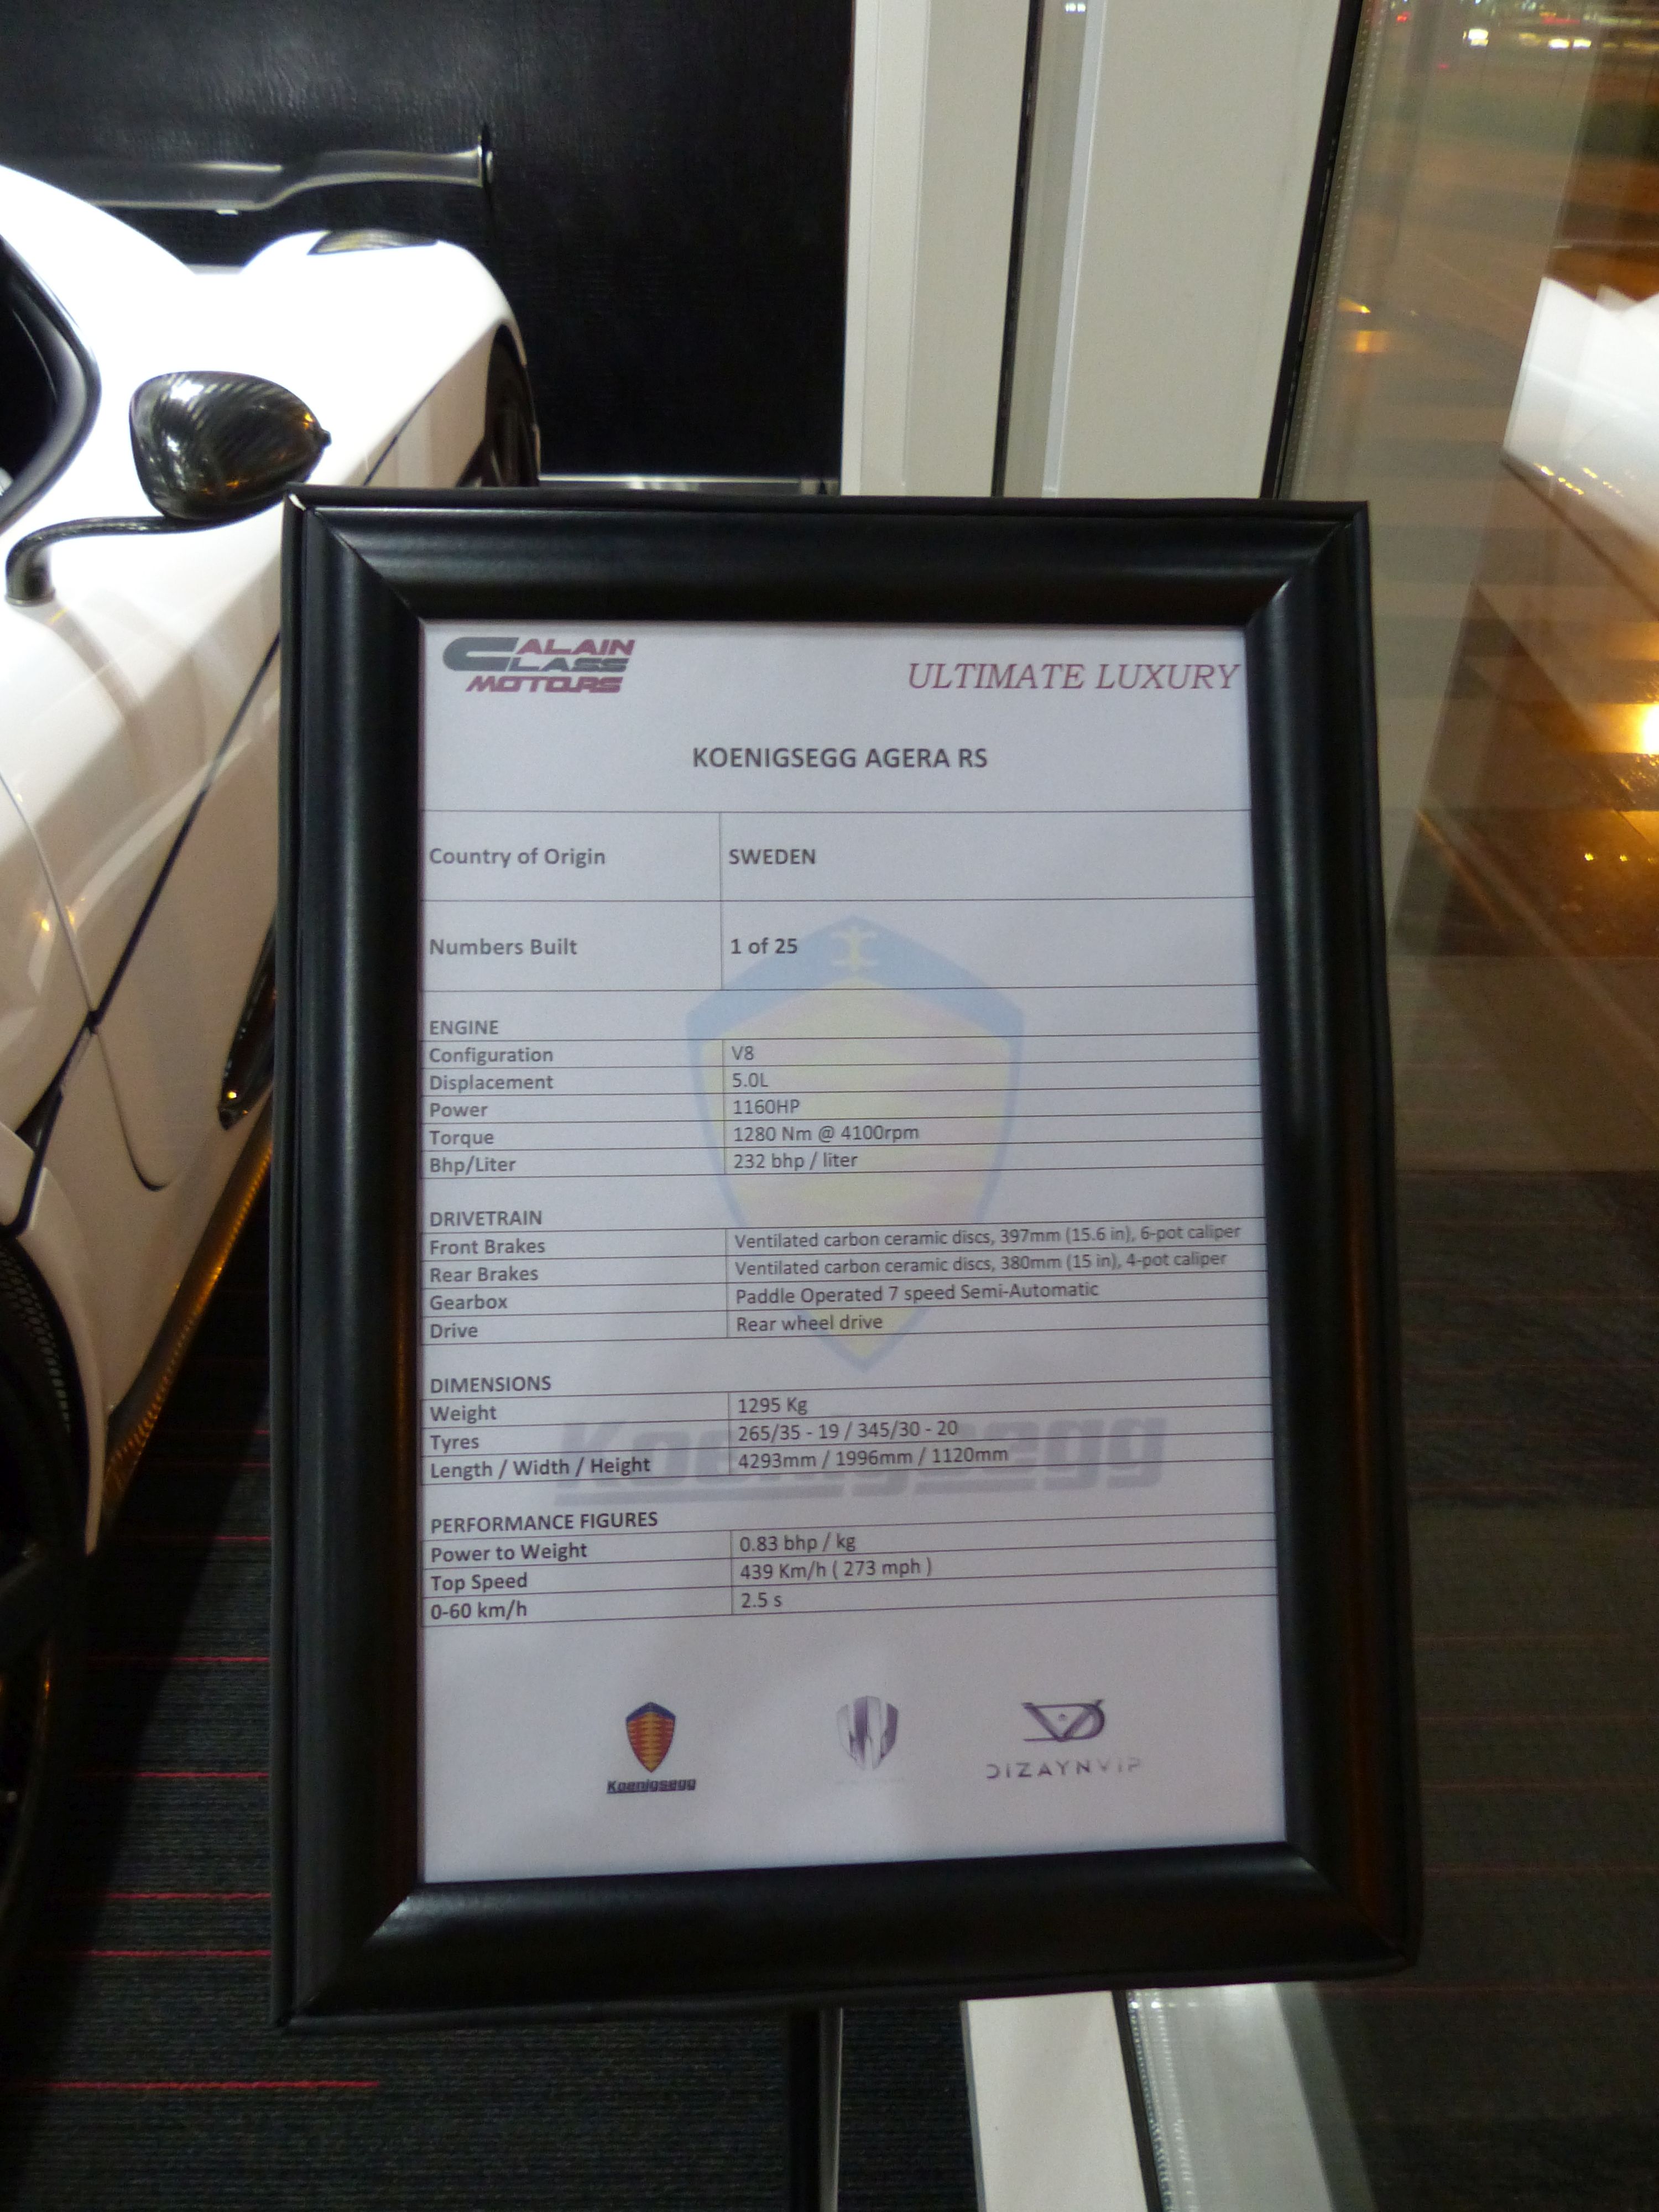 ALAIN
CLASS
MOTORS
ULTIMATE LUXURY
KOENIGSEGG AGERA RS
Country of Origin SWEDEN
Numbers Built 1 of 25
ENGINE
Configuration V8
Displacement 5.0L
Power 1160HP
Torque 1280 Nm @ 4100rpm
Bhp/Liter 232 bhp / liter
DRIVETRAIN
Front Brakes Ventilated carbon ceramic discs, 397mm (15.6 in), 6-pot caliper
Rear Brakes Ventilated carbon ceramic discs, 380mm (15 in), 4-pot caliper
Gearbox Paddle Operated 7 speed Semi-Automatic
Drive Rear wheel drive
DIMENSIONS
Weight 1295 Kg
Tyres 265/35 - 19 / 345/30 - 20
Length / Width / Height 4293mm / 1996mm / 1120mm
Koenigsegg
PERFORMANCE FIGURES
Power to Weight 0.83 bhp / kg
Top Speed 439 Km/h ( 273 mph )
0-60 km/h 2.5 s
Koenigsegg
DIZAYNVIP